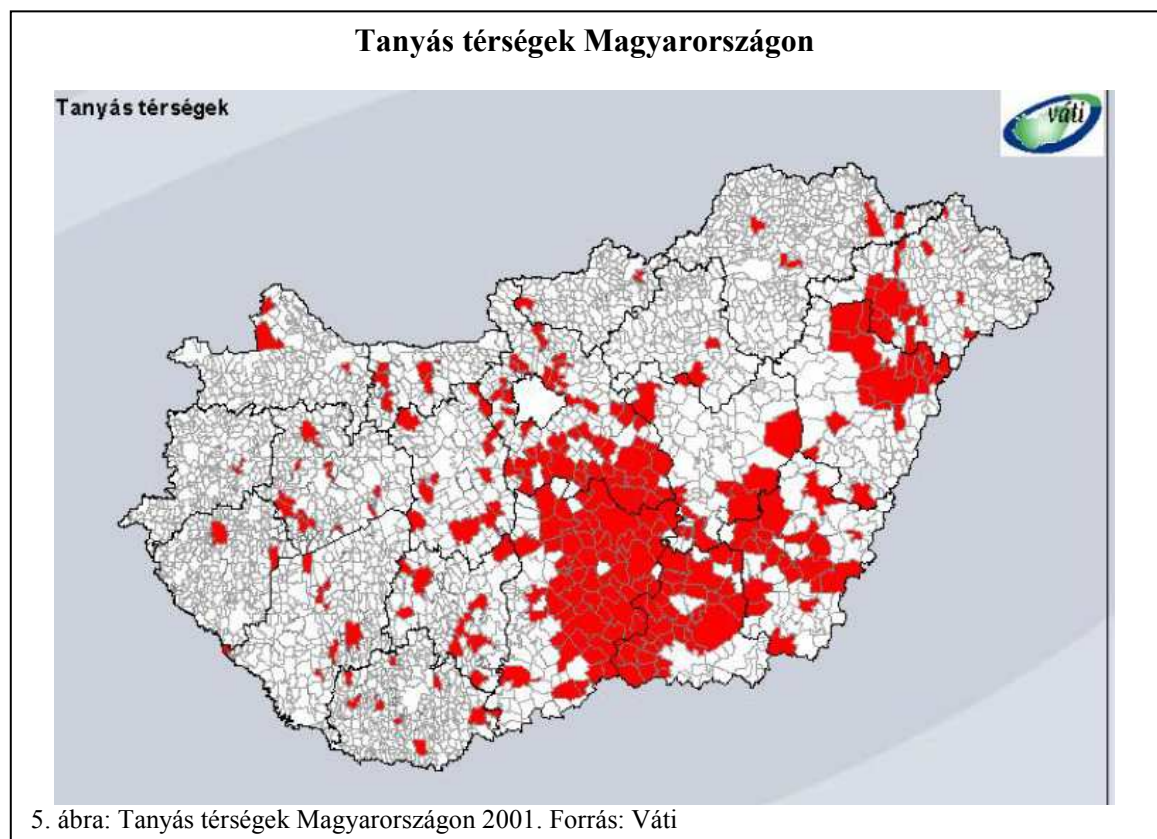 Tanyás térségek Magyarországon
Tanyás térségek
váti
5. ábra: Tanyás térségek Magyarországon 2001. Forrás: Váti